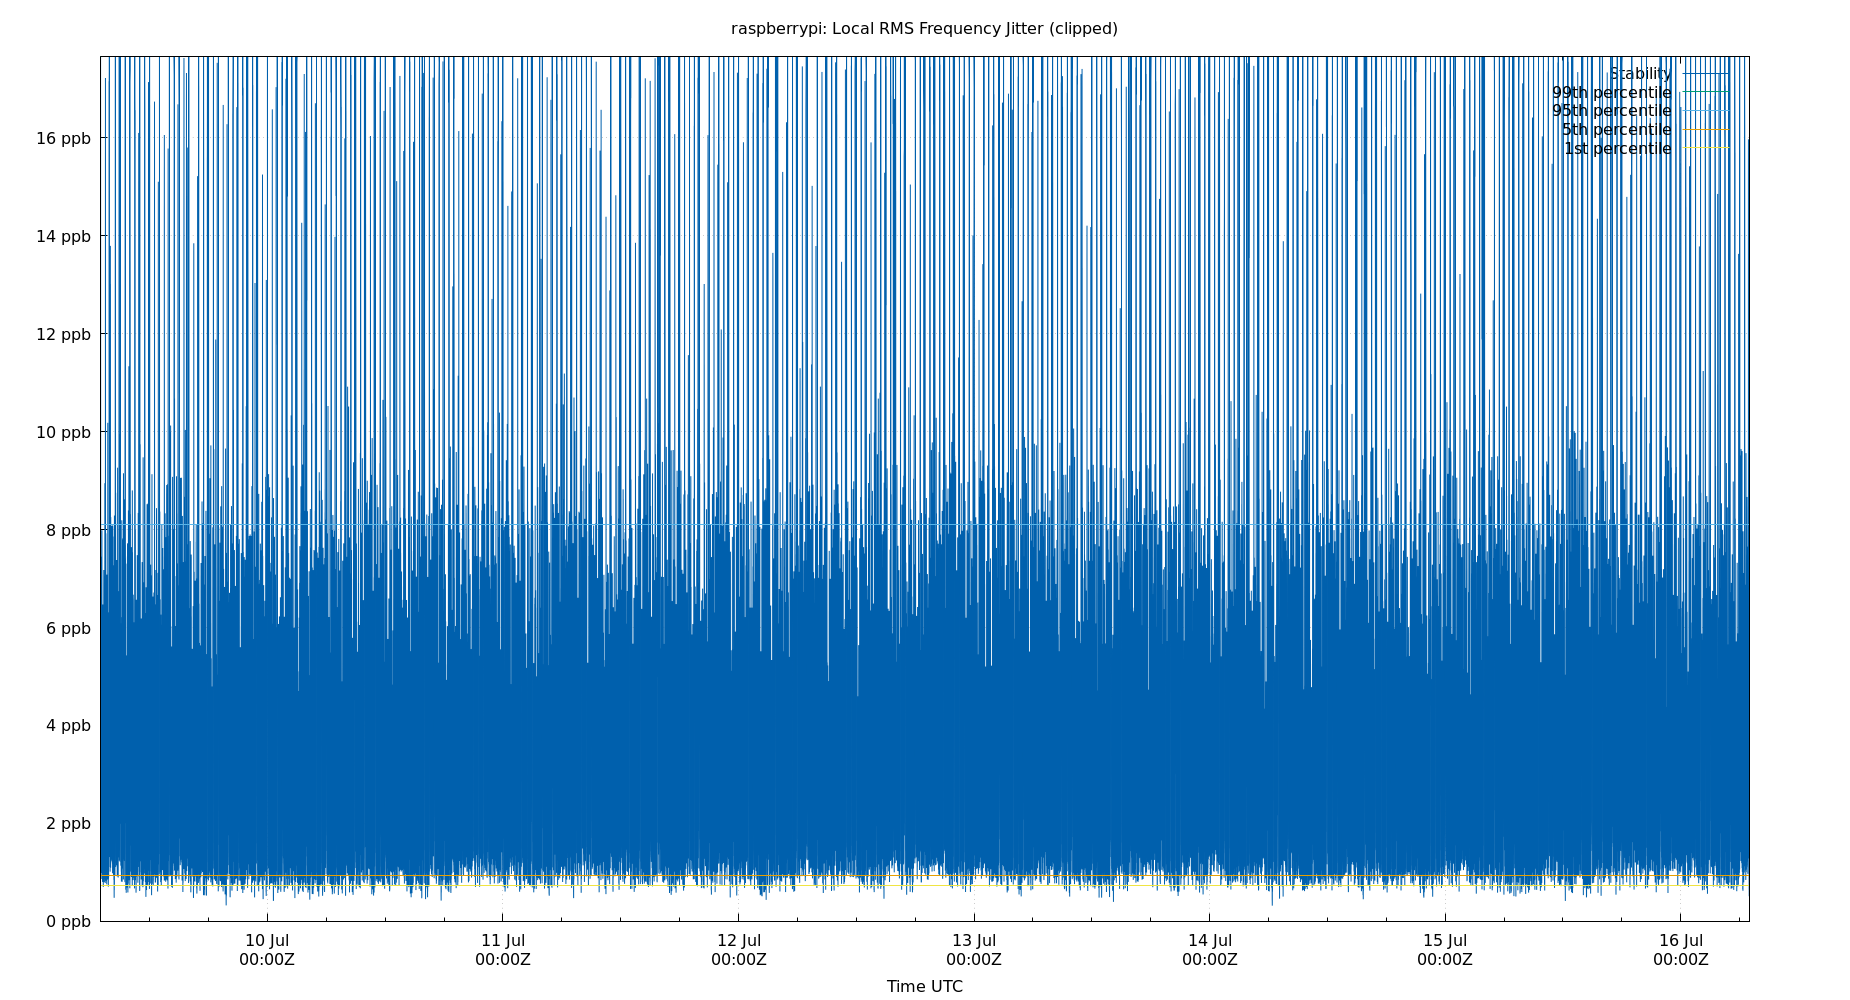 raspberrypi: Local RMS Frequency Jitter (clipped)
Stability
99th percentile
95th percentile
5th percentile
1st percentile
16 ppb
14 ppb
12 ppb
10 ppb
8 ppb
6 ppb
4 ppb
2 ppb
0 ppb
10 Jul 11 Jul 12 Jul 13 Jul 14 Jul 15 Jul 16 Jul
00:00Z 00:00Z 00:00Z 00:00Z 00:00Z 00:00Z 00:00Z
Time UTC